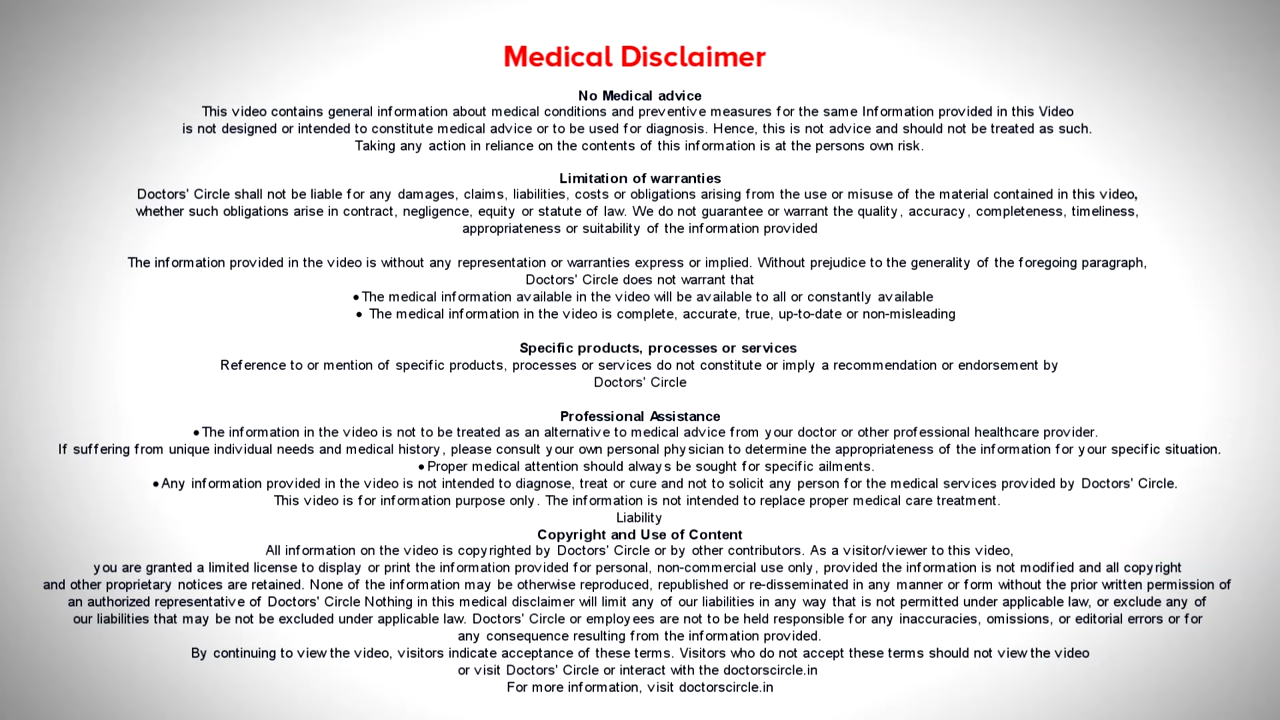 Medical Disclaimer
No Medical advice
This video contains general information about medical conditions and preventive measures for the same Information provided in this Video
is not designed or intended to constitute medical advice or to be used for diagnosis. Hence, this is not advice and should not be treated as such.
Taking any action in reliance on the contents of this information is at the persons own risk.
Limitation of warranties
Doctors' Circle shall not be liable for any damages, claims, liabilities, costs or obligations arising from the use or misuse of the material contained in this video,
whether such obligations arise in contract, negligence, equity or statute of law. We do not guarantee or warrant the quality, accuracy, completeness, timeliness,
appropriateness or suitability of the information provided
The information provided in the video is without any representation or warranties express or implied. Without prejudice to the generality of the foregoing paragraph,
Doctors' Circle does not warrant that
• The medical information available in the video will be available to all or constantly available
• The medical information in the video is complete, accurate, true, up-to-date or non-misleading
Specific products, processes or services
Reference to or mention of specific products, processes or services do not constitute or imply a recommendation or endorsement by
Doctors' Circle
Professional Assistance
• The information in the video is not to be treated as an alternative to medical advice from your doctor or other professional healthcare provider.
If suffering from unique individual needs and medical history, please consult your own personal physician to determine the appropriateness of the information for your specific situation.
• Proper medical attention should always be sought for specific ailments.
• Any information provided in the video is not intended to diagnose, treat or cure and not to solicit any person for the medical services provided by Doctors' Circle.
This video is for information purpose only. The information is not intended to replace proper medical care treatment.
Liability
Copyright and Use of Content
All information on the video is copyrighted by Doctors' Circle or by other contributors. As a visitor/viewer to this video,
you are granted a limited license to display or print the information provided for personal, non-commercial use only, provided the information is not modified and all copyright
and other proprietary notices are retained. None of the information may be otherwise reproduced, republished or re-disseminated in any manner or form without the prior written permission of
an authorized representative of Doctors' Circle Nothing in this medical disclaimer will limit any of our liabilities in any way that is not permitted under applicable law, or exclude any of
our liabilities that may be not be excluded under applicable law. Doctors' Circle or employees are not to be held responsible for any inaccuracies, omissions, or editorial errors or for
any consequence resulting from the information provided.
By continuing to view the video, visitors indicate acceptance of these terms. Visitors who do not accept these terms should not view the video
or visit Doctors' Circle or interact with the doctorscircle.in
For more information, visit doctorscircle.in